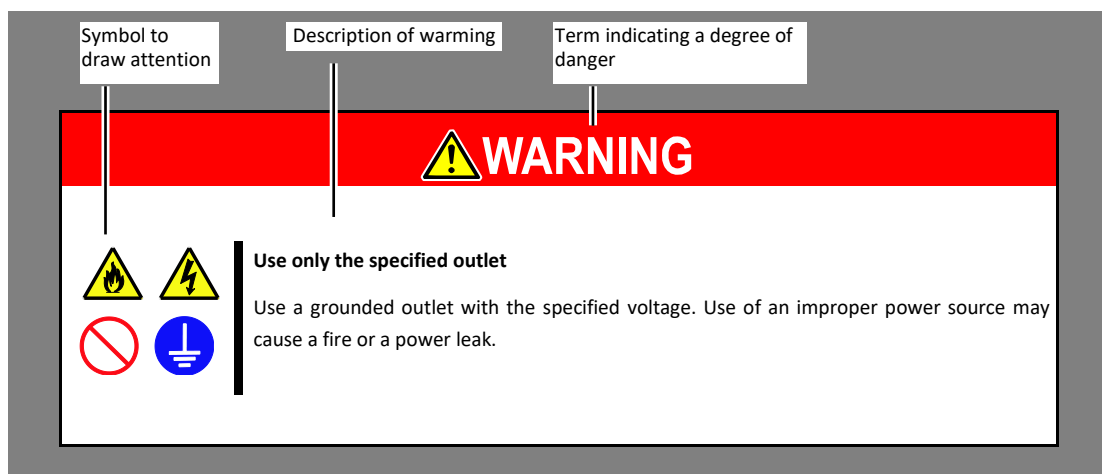 Symbol to
draw attention
Description of warming
Term indicating a degree of
danger
WARNING
Use only the specified outlet
Use a grounded outlet with the specified voltage. Use of an improper power source may
cause a fire or a power leak.